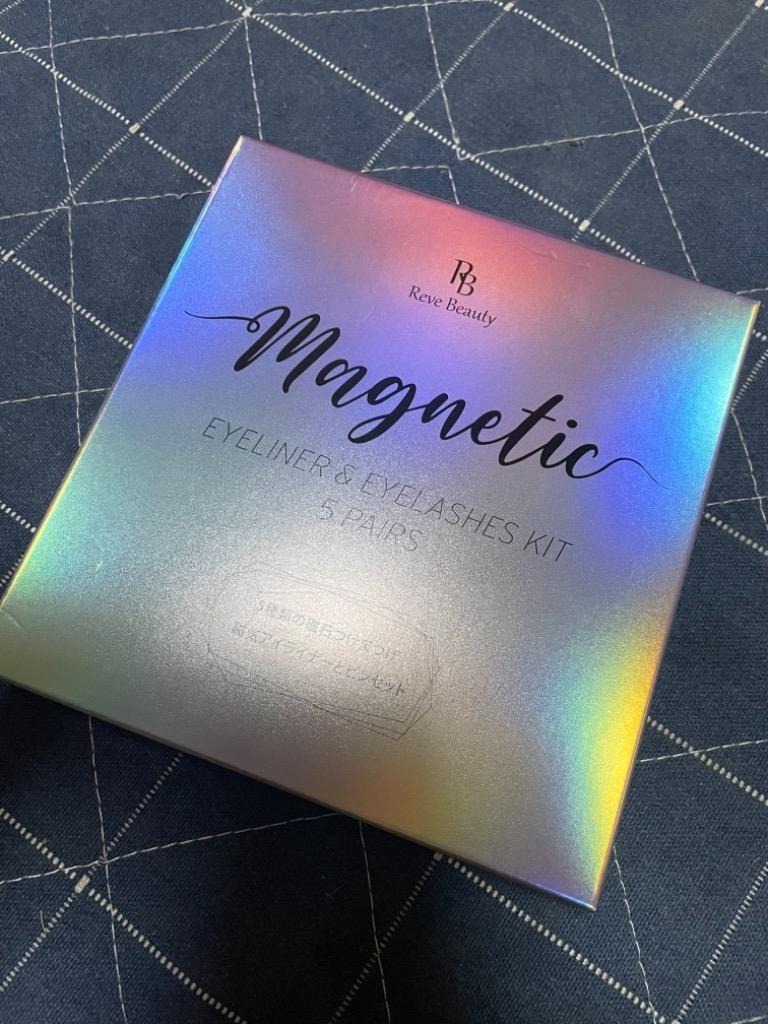 RB
Reve Beauty
Magnetic
EYELINER & EYELASHES KIT
5 PAIRS
5種類の磁石つけまつげ
磁気アイライナーとピンセット